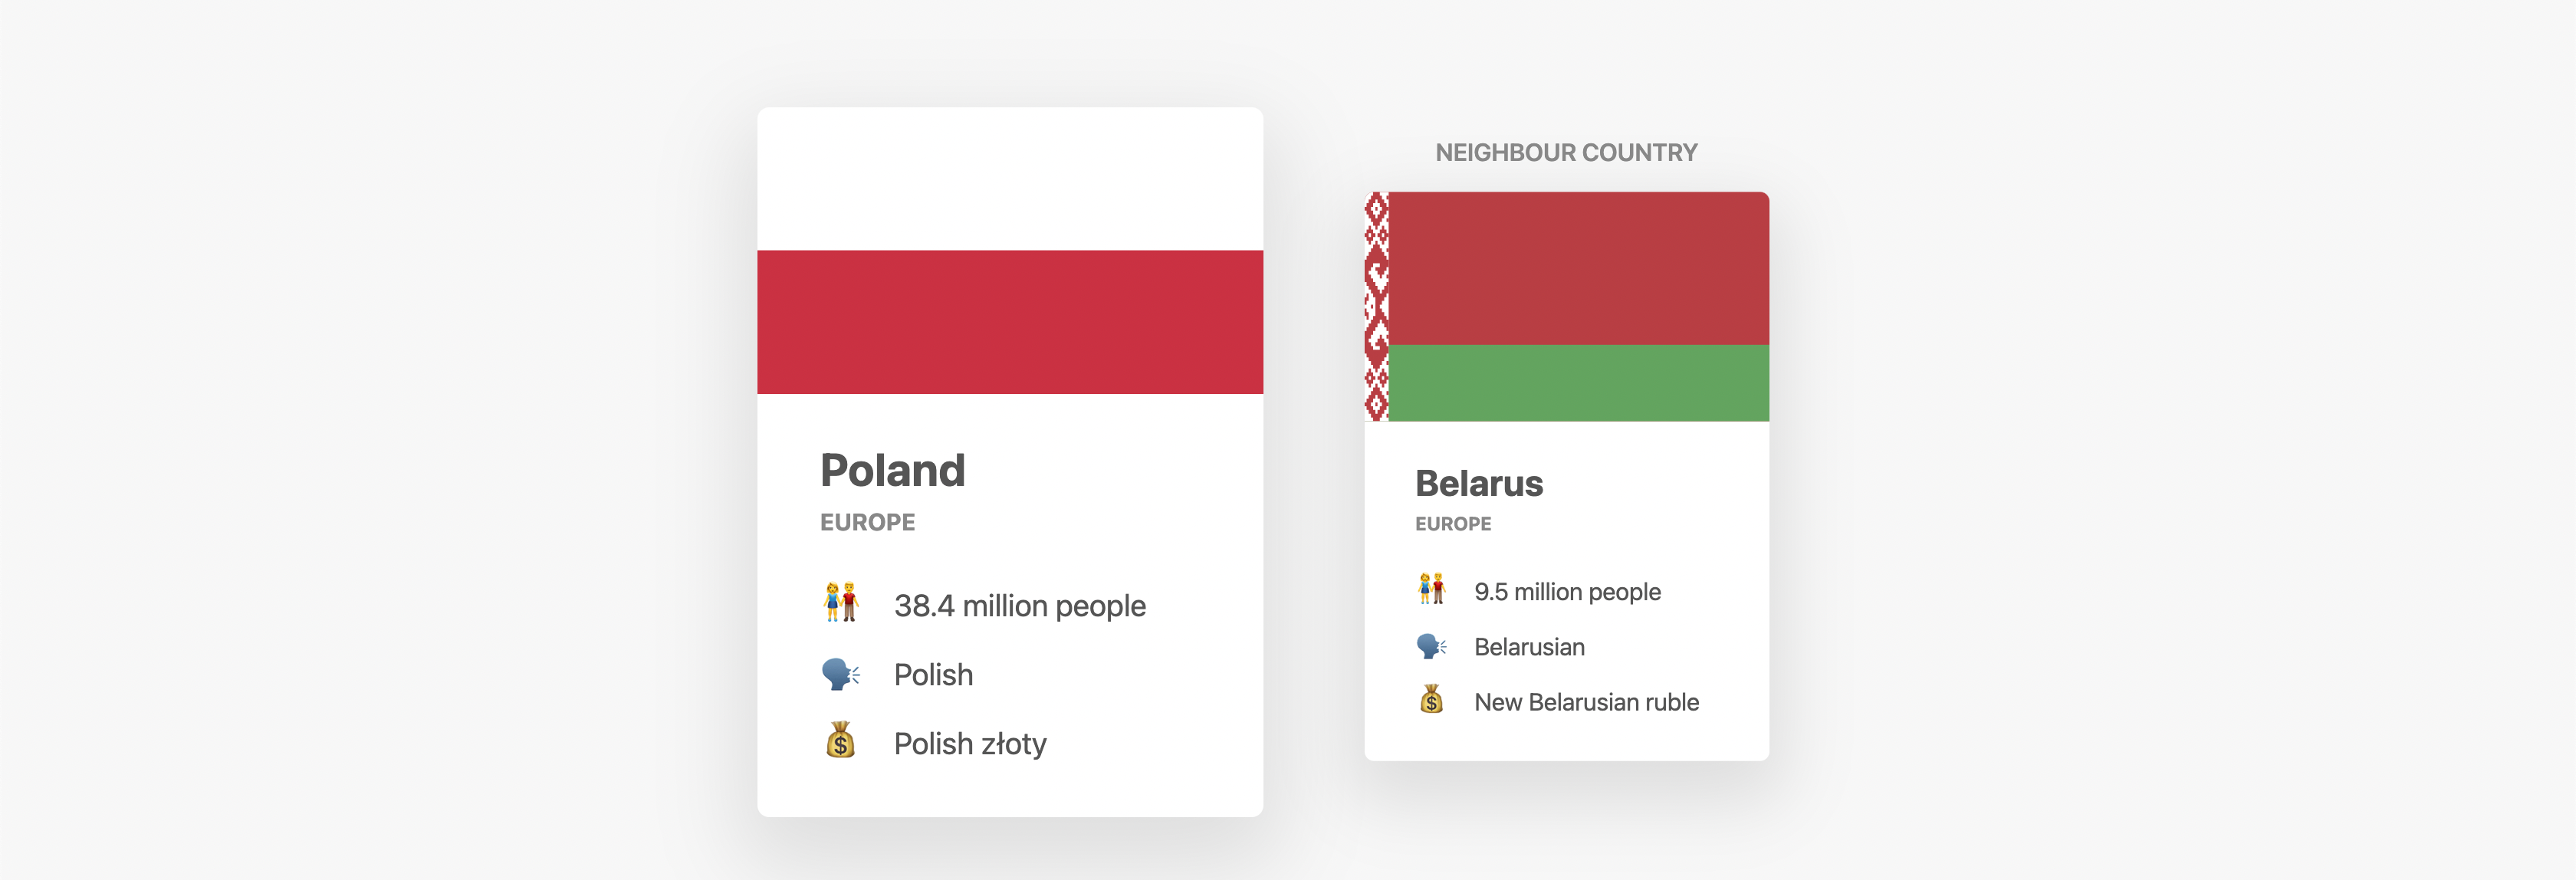 Poland
EUROPE
38.4 million people
Polish
Polish złoty
NEIGHBOUR COUNTRY
Belarus
EUROPE
9.5 million people
Belarusian
New Belarusian ruble